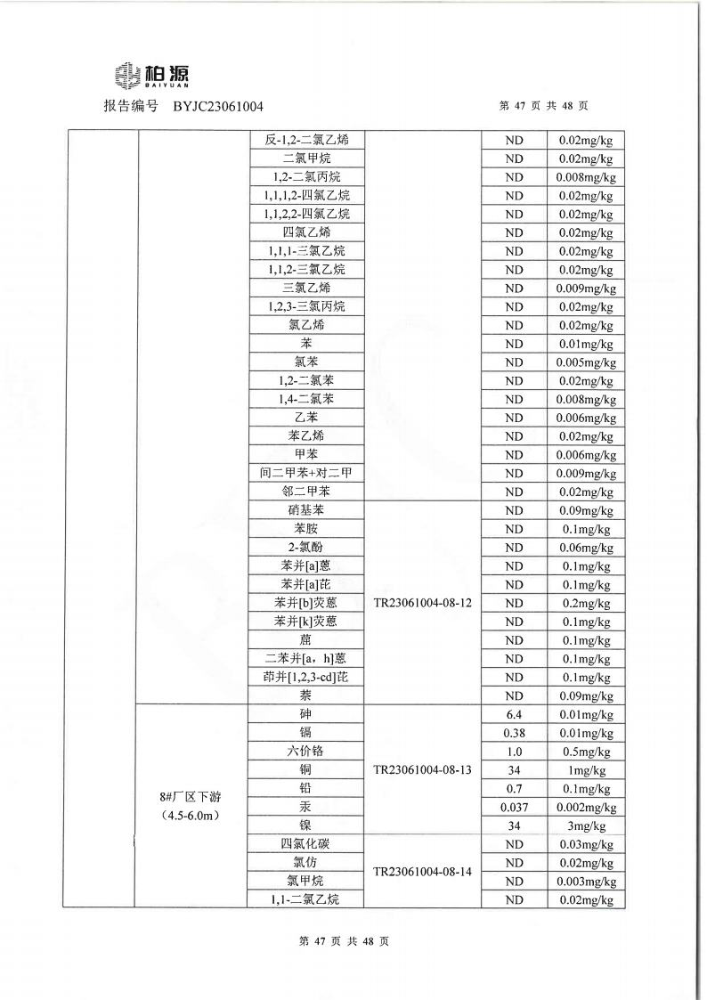 柏源
BAIYUAN
报告编号 BYJC23061004 第 47 页 共 48 页
反-1,2-二氯乙烯 ND 0.02mg/kg
二氯甲烷 ND 0.02mg/kg
1,2-二氯丙烷 ND 0.008mg/kg
1,1,1,2-四氯乙烷 ND 0.02mg/kg
1,1,2,2-四氯乙烷 ND 0.02mg/kg
四氯乙烯 ND 0.02mg/kg
1,1,1-三氯乙烷 ND 0.02mg/kg
1,1,2-三氯乙烷 ND 0.02mg/kg
三氯乙烯 ND 0.009mg/kg
1,2,3-三氯丙烷 ND 0.02mg/kg
氯乙烯 ND 0.02mg/kg
苯 ND 0.01mg/kg
氯苯 ND 0.005mg/kg
1,2-二氯苯 ND 0.02mg/kg
1,4-二氯苯 ND 0.008mg/kg
乙苯 ND 0.006mg/kg
苯乙烯 ND 0.02mg/kg
甲苯 ND 0.006mg/kg
间二甲苯+对二甲 ND 0.009mg/kg
邻二甲苯 ND 0.02mg/kg
硝基苯 ND 0.09mg/kg
苯胺 ND 0.1mg/kg
2-氯酚 ND 0.06mg/kg
苯并[a]蒽 ND 0.1mg/kg
苯并[a]芘 ND 0.1mg/kg
苯并[b]荧蒽 TR23061004-08-12 ND 0.2mg/kg
苯并[k]荧蒽 ND 0.1mg/kg
䓛 ND 0.1mg/kg
二苯并[a，h]蒽 ND 0.1mg/kg
茚并[1,2,3-cd]芘 ND 0.1mg/kg
萘 ND 0.09mg/kg
砷 6.4 0.01mg/kg
镉 0.38 0.01mg/kg
六价铬 1.0 0.5mg/kg
铜 TR23061004-08-13 34 1mg/kg
铅 0.7 0.1mg/kg
8#厂区下游
（4.5-6.0m）
汞 0.037 0.002mg/kg
镍 34 3mg/kg
四氯化碳 ND 0.03mg/kg
氯仿 ND 0.02mg/kg
TR23061004-08-14
氯甲烷 ND 0.003mg/kg
1,1-二氯乙烷 ND 0.02mg/kg
第 47 页 共 48 页